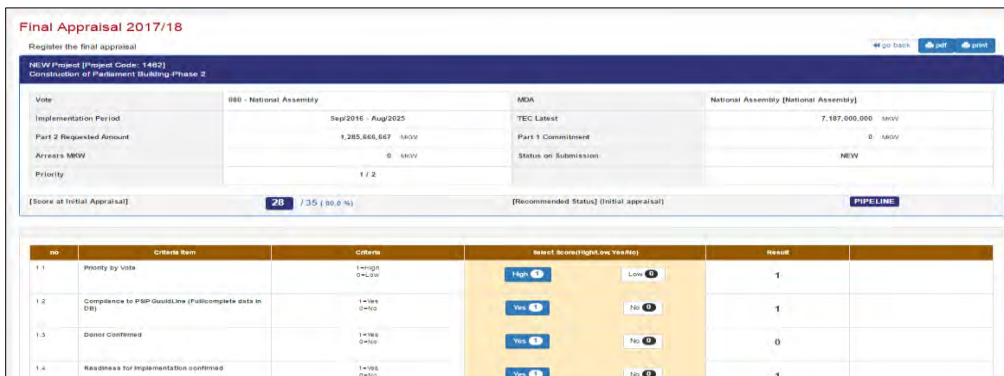 Final Appraisal 2017/18
Register the final appraisal
go back pdf print
NEW Project [Project Code: 1462]
Construction of Parliament Building-Phase 2
Vote 080 - National Assembly MDA National Assembly [National Assembly]
Implementation Period Sep/2016 - Aug/2025 TEC Latest 7,187,000,000 MKW
Part 2 Requested Amount 1,285,666,667 MKW Part 1 Commitment 0 MKW
Arrears MKW 0 MKW Status on Submission NEW
Priority 1 / 2
[Score at Initial Appraisal] 28 / 35 ( 80.0 %) [Recommended Status] (Initial appraisal) PIPELINE
no Criteria Item Criteria Select Score(High/Low,Yes/No) Result
1.1 Priority by Vote 1=High High 1 Low 0 1
0=Low
1.2 Compliance to PSIP GuuidLine (Full/complete data in 1=Yes Yes 1 No 0 1
DB) 0=No
1.3 Donor Confirmed 1=Yes Yes 1 No 0 0
0=No
1.4 Readiness for Implementation confirmed 1=Yes Yes 1 No 0 1
0=No